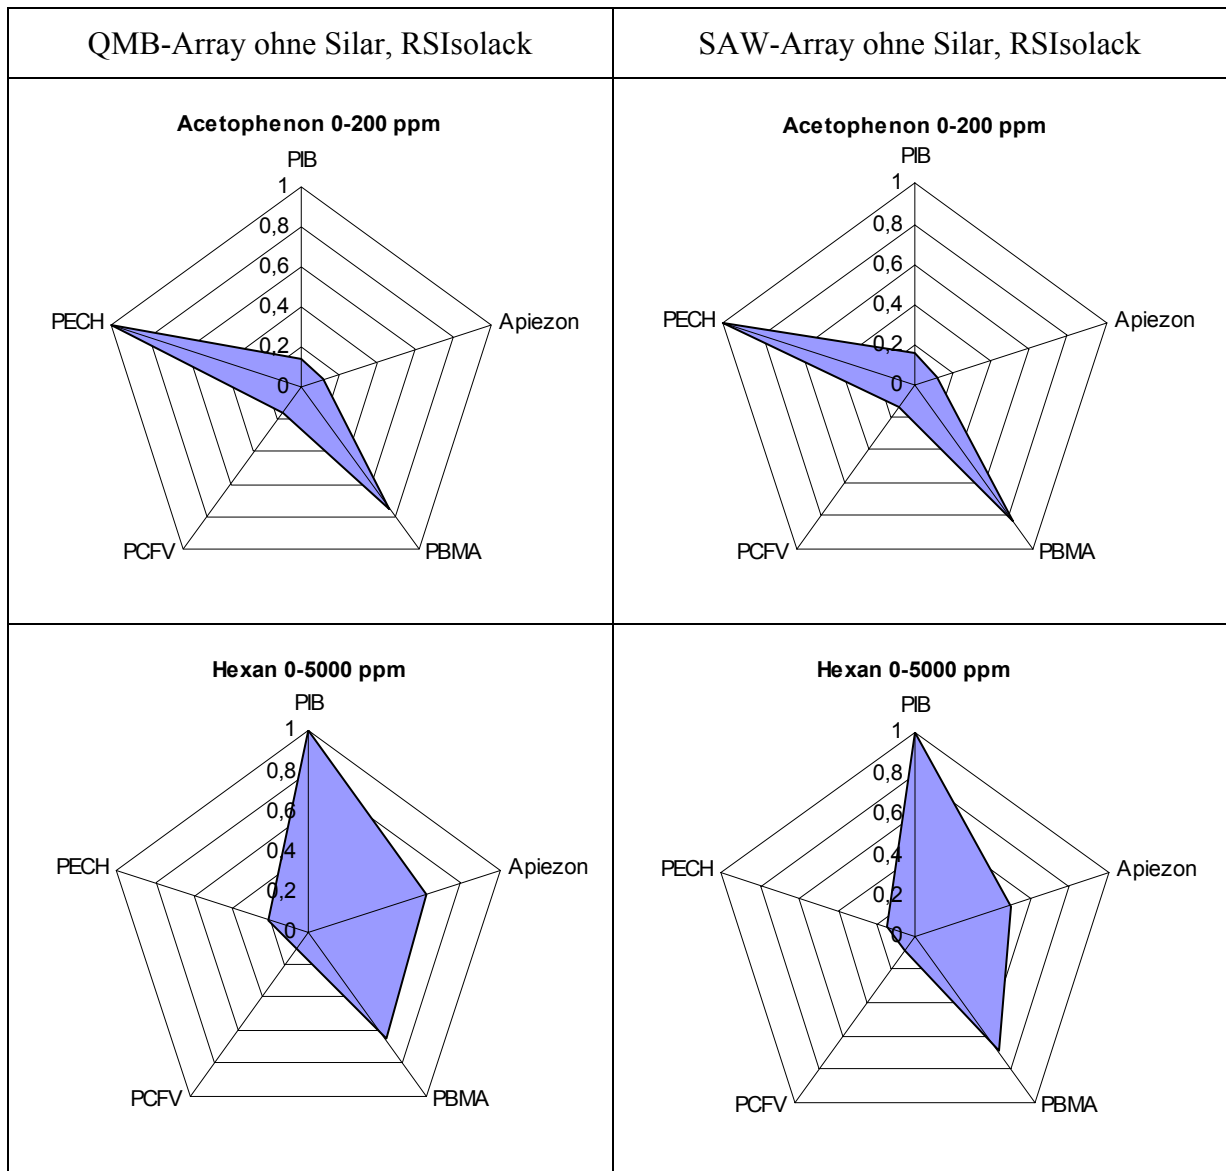 QMB-Array ohne Silar, RSIsolack
SAW-Array ohne Silar, RSIsolack
Acetophenon 0-200 ppm
PIB
1
0,8
0,6
0,4
0,2
0
PECH
Apiezon
PCFV
PBMA
Acetophenon 0-200 ppm
PIB
1
0,8
0,6
0,4
0,2
0
PECH
Apiezon
PCFV
PBMA
Hexan 0-5000 ppm
PIB
1
0,8
0,6
0,4
0,2
0
PECH
Apiezon
PCFV
PBMA
Hexan 0-5000 ppm
PIB
1
0,8
0,6
0,4
0,2
0
PECH
Apiezon
PCFV
PBMA